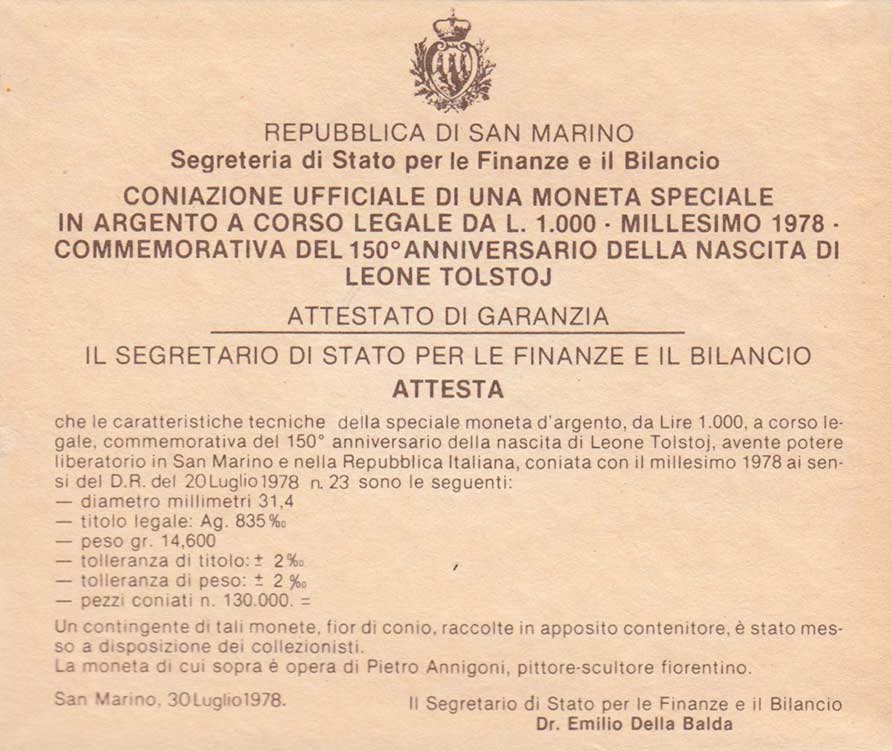 REPUBBLICA DI SAN MARINO
Segreteria di Stato per le Finanze e il Bilancio
CONIAZIONE UFFICIALE DI UNA MONETA SPECIALE
IN ARGENTO A CORSO LEGALE DA L. 1.000 · MILLESIMO 1978 ·
COMMEMORATIVA DEL 150° ANNIVERSARIO DELLA NASCITA DI
LEONE TOLSTOJ
ATTESTATO DI GARANZIA
IL SEGRETARIO DI STATO PER LE FINANZE E IL BILANCIO
ATTESTA
che le caratteristiche tecniche della speciale moneta d'argento, da Lire 1.000, a corso le-
gale, commemorativa del 150° anniversario della nascita di Leone Tolstoj, avente potere
liberatorio in San Marino e nella Repubblica Italiana, coniata con il millesimo 1978 ai sen-
si del D.R. del 20 Luglio 1978 n. 23 sono le seguenti:
— diametro millimetri 31,4
— titolo legale: Ag. 835‰
— peso gr. 14,600
— tolleranza di titolo: ± 2‰
— tolleranza di peso: ± 2‰
— pezzi coniati n. 130.000. =
Un contingente di tali monete, fior di conio, raccolte in apposito contenitore, è stato mes-
so a disposizione dei collezionisti.
La moneta di cui sopra è opera di Pietro Annigoni, pittore-scultore fiorentino.
San Marino, 30 Luglio 1978.
Il Segretario di Stato per le Finanze e il Bilancio
Dr. Emilio Della Balda